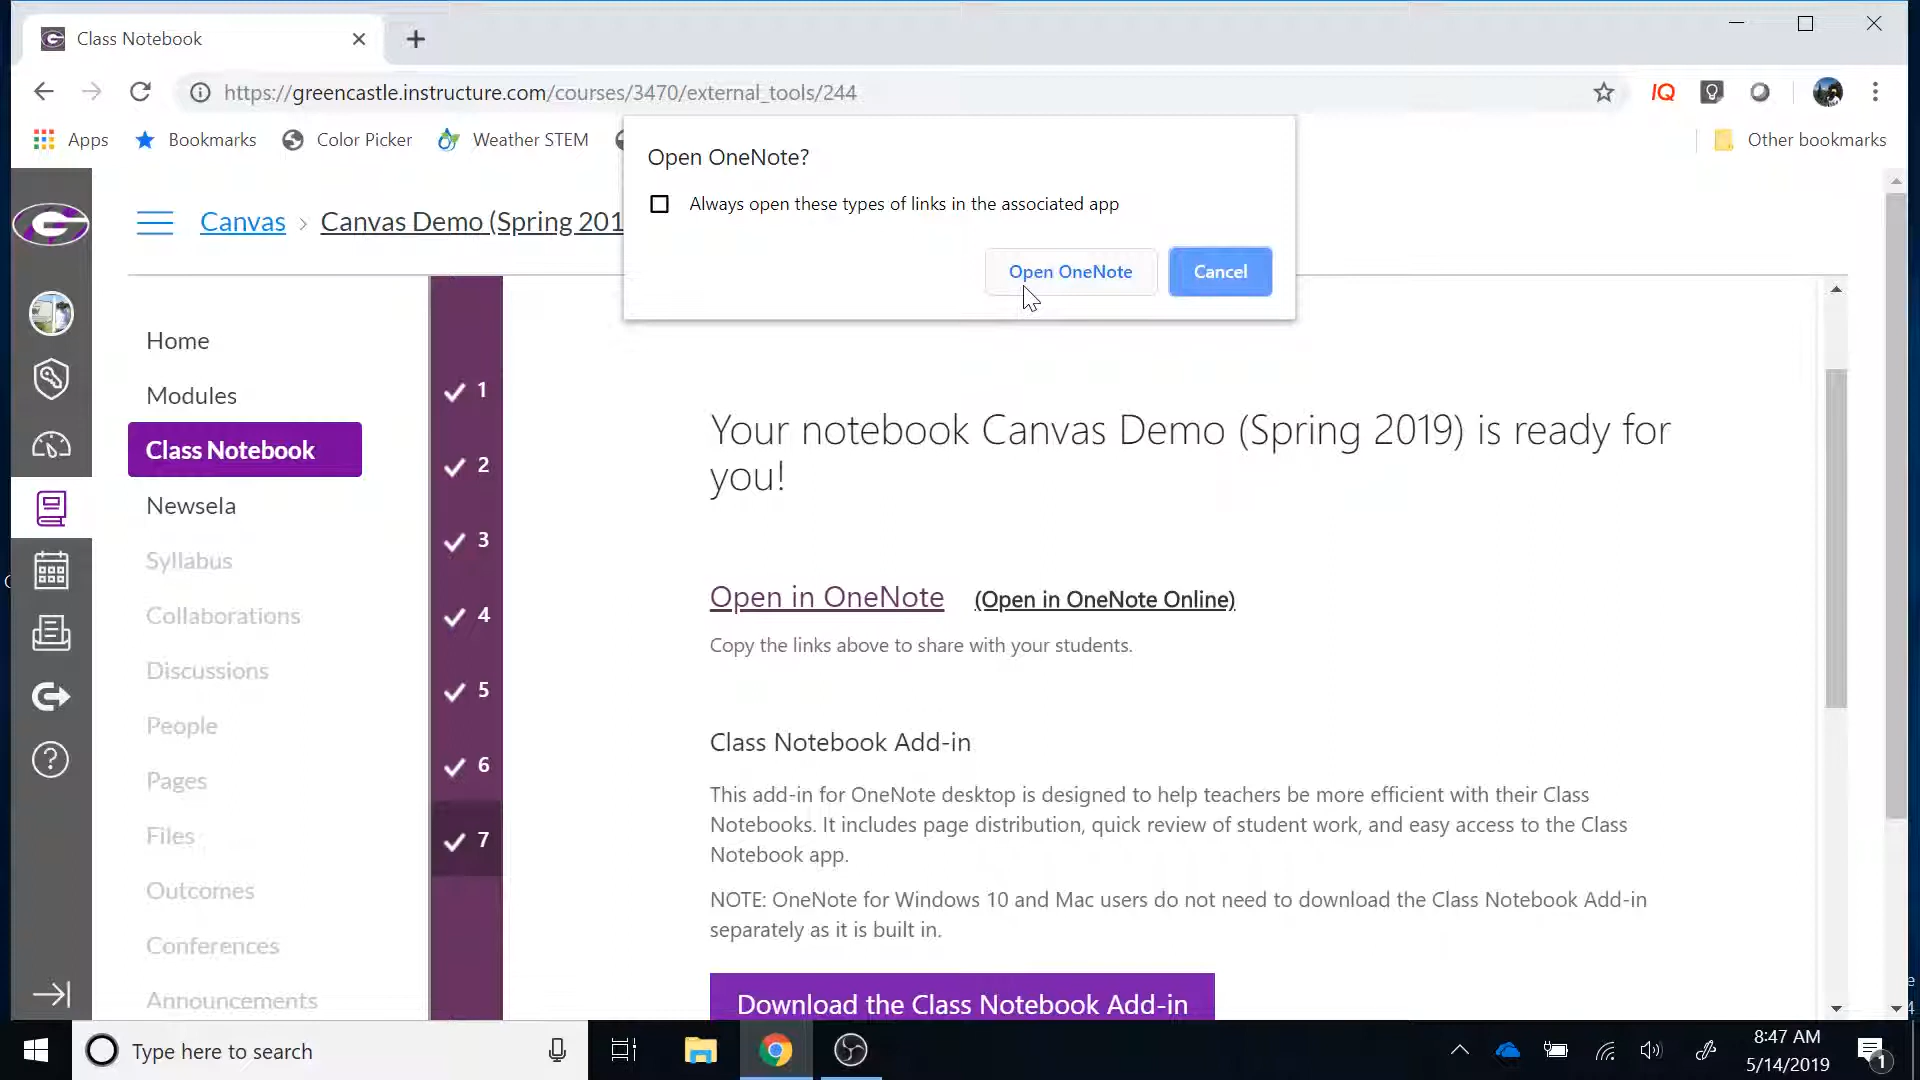 Class Notebook
https://greencastle.instructure.com/courses/3470/external_tools/244
IQ
Apps
Bookmarks
Color Picker
Weather STEM
Other bookmarks
Open OneNote?
Always open these types of links in the associated app
Open OneNote
Cancel
Canvas > Canvas Demo (Spring 201
Home
Modules
Class Notebook
Newsela
Syllabus
Collaborations
Discussions
People
Pages
Files
Outcomes
Conferences
Announcements
1
2
3
4
5
6
7
Your notebook Canvas Demo (Spring 2019) is ready for
you!
Open in OneNote (Open in OneNote Online)
Copy the links above to share with your students.
Class Notebook Add-in
This add-in for OneNote desktop is designed to help teachers be more efficient with their Class
Notebooks. It includes page distribution, quick review of student work, and easy access to the Class
Notebook app.
NOTE: OneNote for Windows 10 and Mac users do not need to download the Class Notebook Add-in
separately as it is built in.
Download the Class Notebook Add-in
Type here to search
8:47 AM
5/14/2019
1